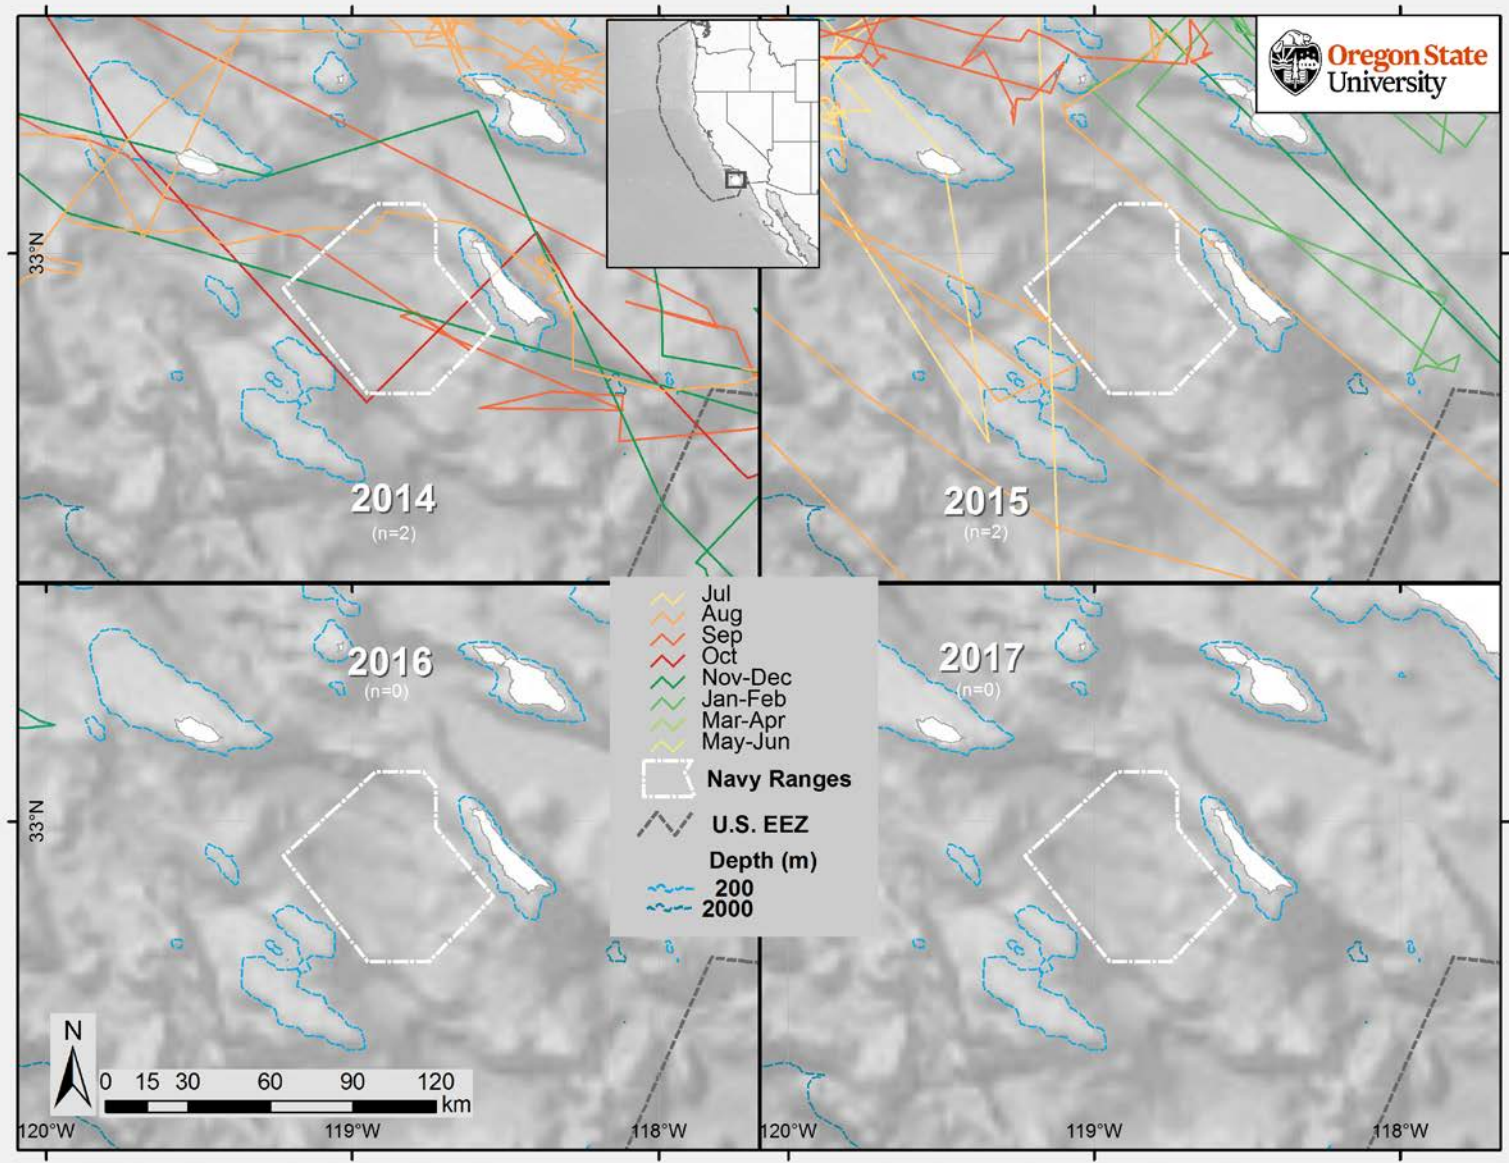 Oregon State
University
33°N
2014
(n=2)
2015
(n=2)
Jul
Aug
Sep
Oct
Nov-Dec
Jan-Feb
Mar-Apr
May-Jun
Navy Ranges
U.S. EEZ
Depth (m)
200
2000
2016
(n=0)
2017
(n=0)
33°N
N
0 15 30 60 90 120
km
120°W 119°W 118°W 120°W 119°W 118°W